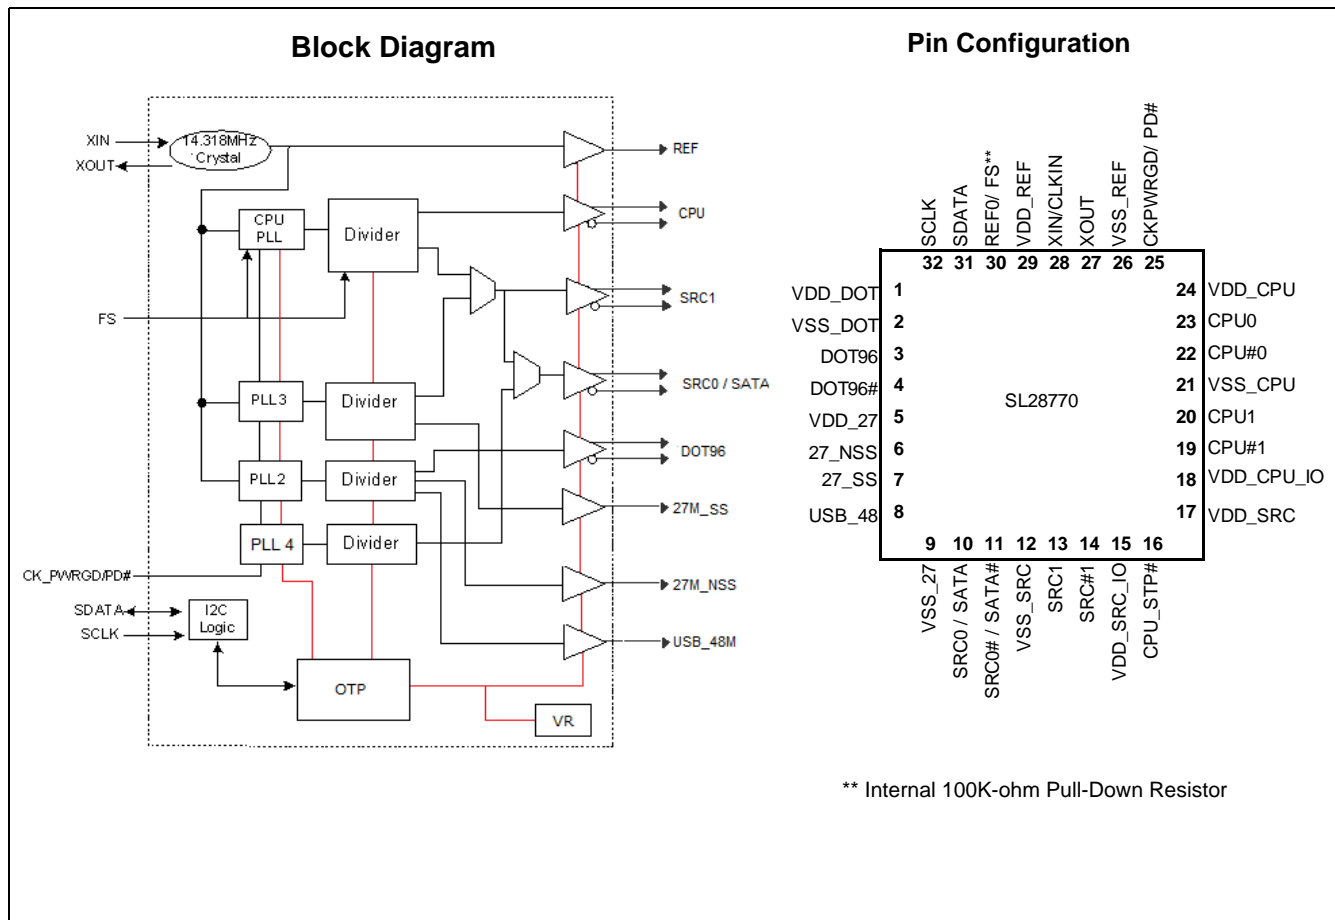 Block Diagram
Pin Configuration
XIN
XOUT
14.318MHz
Crystal
REF
CPU
PLL
Divider
CPU
FS
SRC1
PLL3
Divider
SRC0 / SATA
PLL2
Divider
DOT96
27M_SS
PLL 4
Divider
CK_PWRGD/PD#
27M_NSS
SDATA
SCLK
I2C
Logic
USB_48M
OTP
VR
SCLK
SDATA
REF0/ FS**
VDD_REF
XIN/CLKIN
XOUT
VSS_REF
CKPWRGD/ PD#
32 31 30 29 28 27 26 25
VDD_DOT 1
VSS_DOT 2
DOT96 3
DOT96# 4
VDD_27 5
27_NSS 6
27_SS 7
USB_48 8
SL28770
24 VDD_CPU
23 CPU0
22 CPU#0
21 VSS_CPU
20 CPU1
19 CPU#1
18 VDD_CPU_IO
17 VDD_SRC
9 10 11 12 13 14 15 16
VSS_27
SRC0 / SATA
SRC0# / SATA#
VSS_SRC
SRC1
SRC#1
VDD_SRC_IO
CPU_STP#
** Internal 100K-ohm Pull-Down Resistor